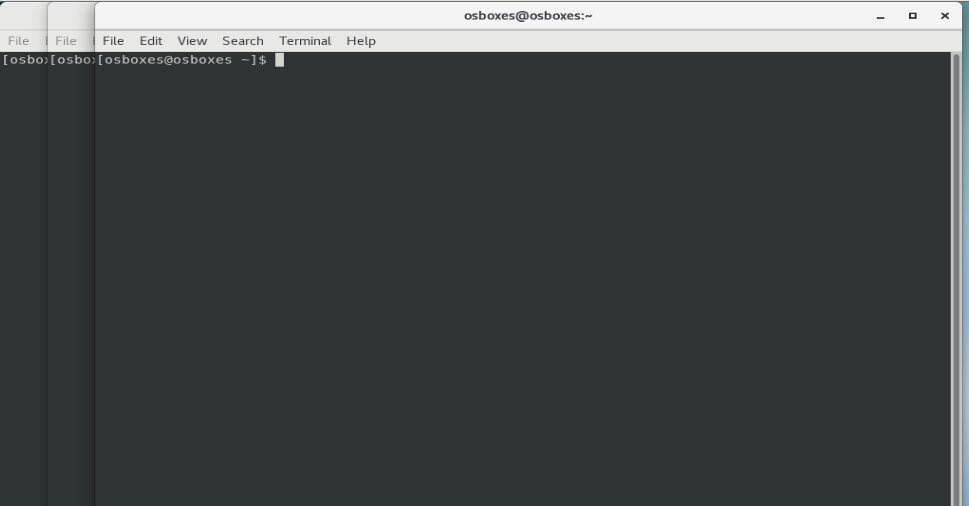 osboxes@osboxes:~
File File File Edit View Search Terminal Help
[osbo [osbo [osboxes@osboxes ~]$